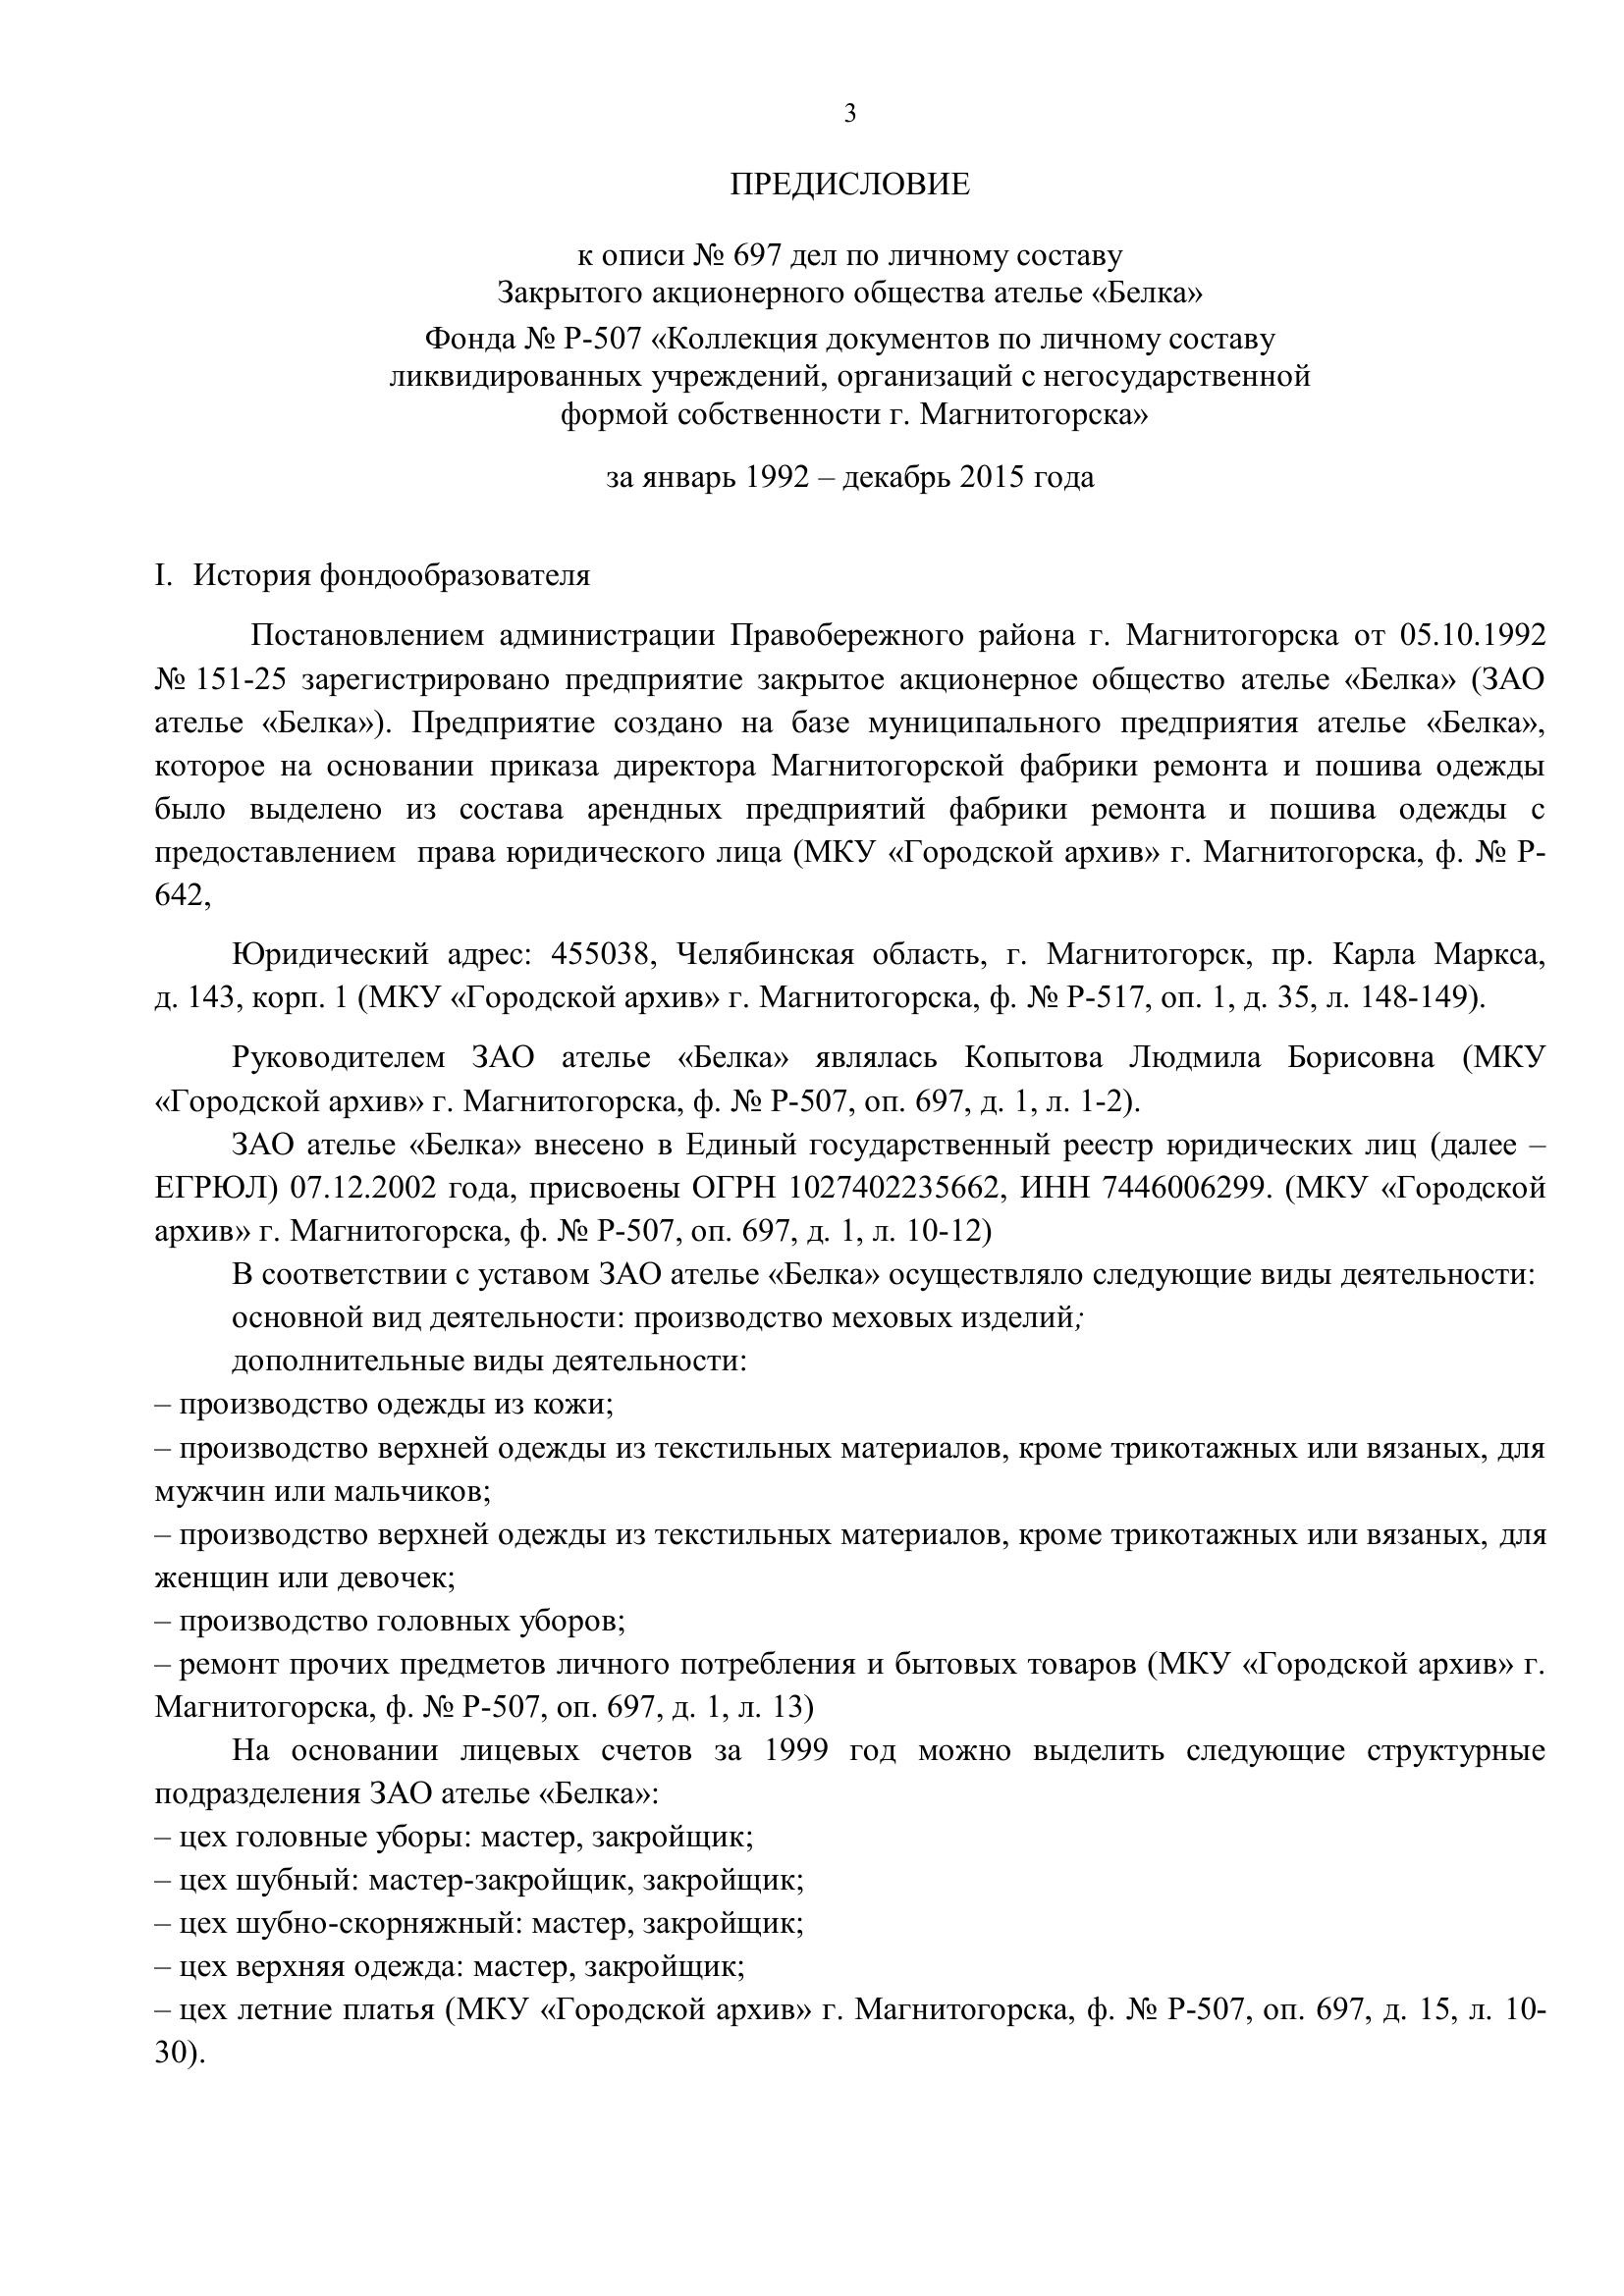 3
ПРЕДИСЛОВИЕ
к описи № 697 дел по личному составу
Закрытого акционерного общества ателье «Белка»
Фонда № Р-507 «Коллекция документов по личному составу
ликвидированных учреждений, организаций с негосударственной
формой собственности г. Магнитогорска»
за январь 1992 – декабрь 2015 года
I. История фондообразователя
Постановлением администрации Правобережного района г. Магнитогорска от 05.10.1992
№ 151-25 зарегистрировано предприятие закрытое акционерное общество ателье «Белка» (ЗАО
ателье «Белка»). Предприятие создано на базе муниципального предприятия ателье «Белка»,
которое на основании приказа директора Магнитогорской фабрики ремонта и пошива одежды
было выделено из состава арендных предприятий фабрики ремонта и пошива одежды с
предоставлением права юридического лица (МКУ «Городской архив» г. Магнитогорска, ф. № Р-
642,
Юридический адрес: 455038, Челябинская область, г. Магнитогорск, пр. Карла Маркса,
д. 143, корп. 1 (МКУ «Городской архив» г. Магнитогорска, ф. № Р-517, оп. 1, д. 35, л. 148-149).
Руководителем ЗАО ателье «Белка» являлась Копытова Людмила Борисовна (МКУ
«Городской архив» г. Магнитогорска, ф. № Р-507, оп. 697, д. 1, л. 1-2).
ЗАО ателье «Белка» внесено в Единый государственный реестр юридических лиц (далее –
ЕГРЮЛ) 07.12.2002 года, присвоены ОГРН 1027402235662, ИНН 7446006299. (МКУ «Городской
архив» г. Магнитогорска, ф. № Р-507, оп. 697, д. 1, л. 10-12)
В соответствии с уставом ЗАО ателье «Белка» осуществляло следующие виды деятельности:
основной вид деятельности: производство меховых изделий;
дополнительные виды деятельности:
– производство одежды из кожи;
– производство верхней одежды из текстильных материалов, кроме трикотажных или вязаных, для
мужчин или мальчиков;
– производство верхней одежды из текстильных материалов, кроме трикотажных или вязаных, для
женщин или девочек;
– производство головных уборов;
– ремонт прочих предметов личного потребления и бытовых товаров (МКУ «Городской архив» г.
Магнитогорска, ф. № Р-507, оп. 697, д. 1, л. 13)
На основании лицевых счетов за 1999 год можно выделить следующие структурные
подразделения ЗАО ателье «Белка»:
– цех головные уборы: мастер, закройщик;
– цех шубный: мастер-закройщик, закройщик;
– цех шубно-скорняжный: мастер, закройщик;
– цех верхняя одежда: мастер, закройщик;
– цех летние платья (МКУ «Городской архив» г. Магнитогорска, ф. № Р-507, оп. 697, д. 15, л. 10-
30).